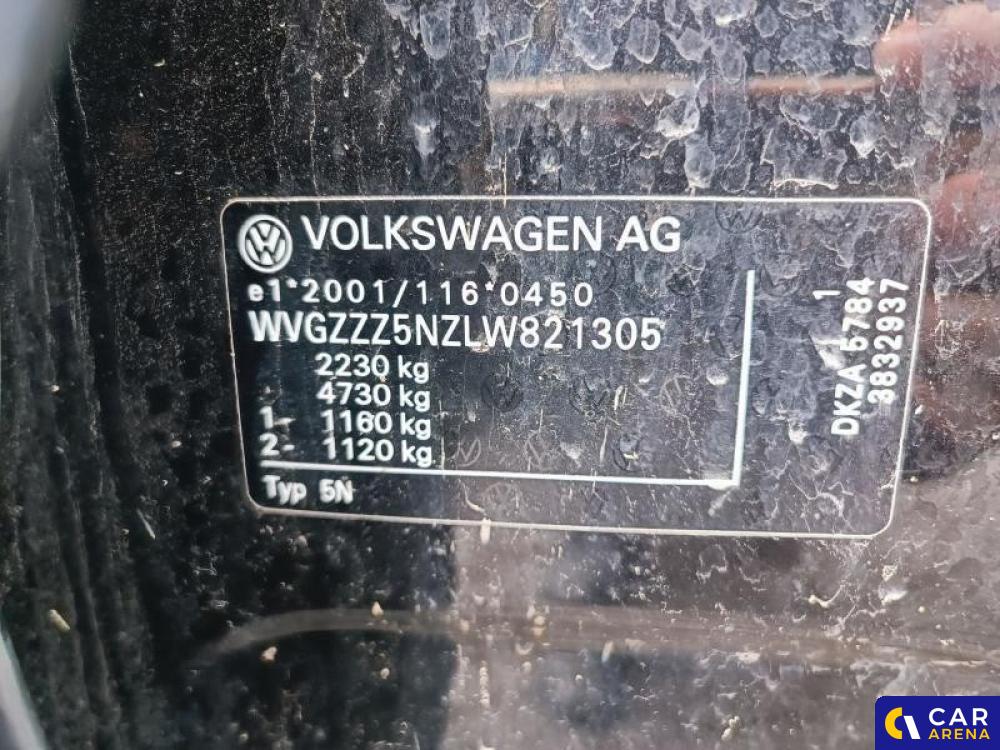 VOLKSWAGEN AG
e1*2001/116*0450
WVGZZZ5NZLW821305
2230 kg
- 4730 kg
1- 1160 kg
2- 1120 kg
Typ 5N
1
DKZA 5784
3832937
CAR
ARENA